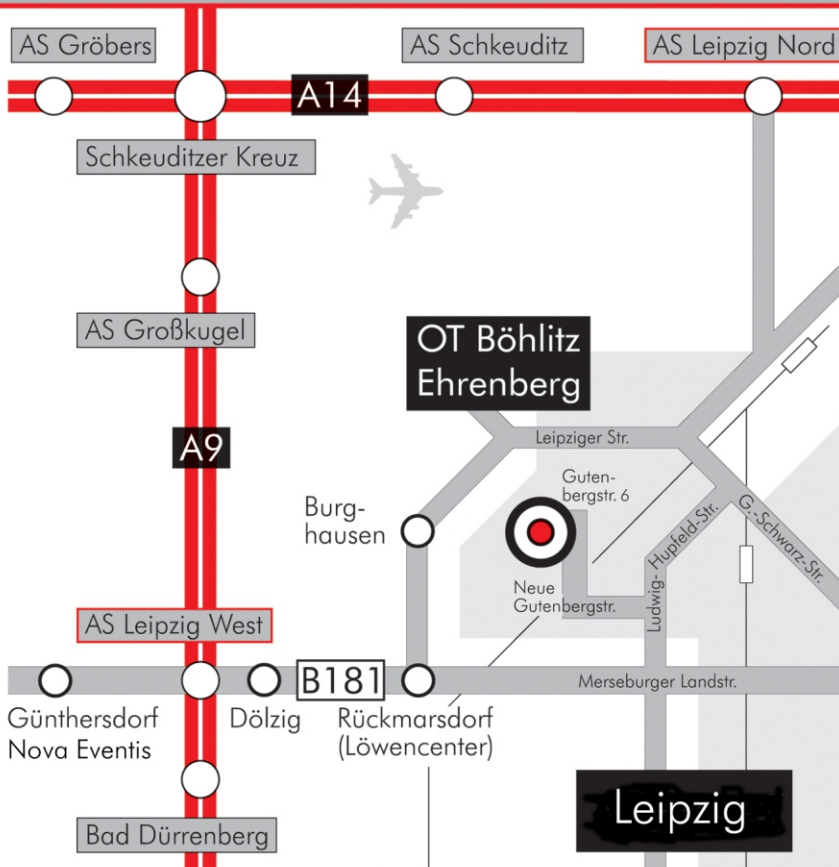 AS Gröbers
AS Schkeuditz
AS Leipzig Nord
A14
Schkeuditzer Kreuz
AS Großkugel
OT Böhlitz
Ehrenberg
A9
Leipziger Str.
Guten-
bergstr. 6
Burg-
hausen
G.-Schwarz-Str.
Ludwig- Hupfeld-Str.
Neue
Gutenbergstr.
AS Leipzig West
B181
Merseburger Landstr.
Günthersdorf
Nova Eventis
Dölzig
Rückmarsdorf
(Löwencenter)
Leipzig
Bad Dürrenberg